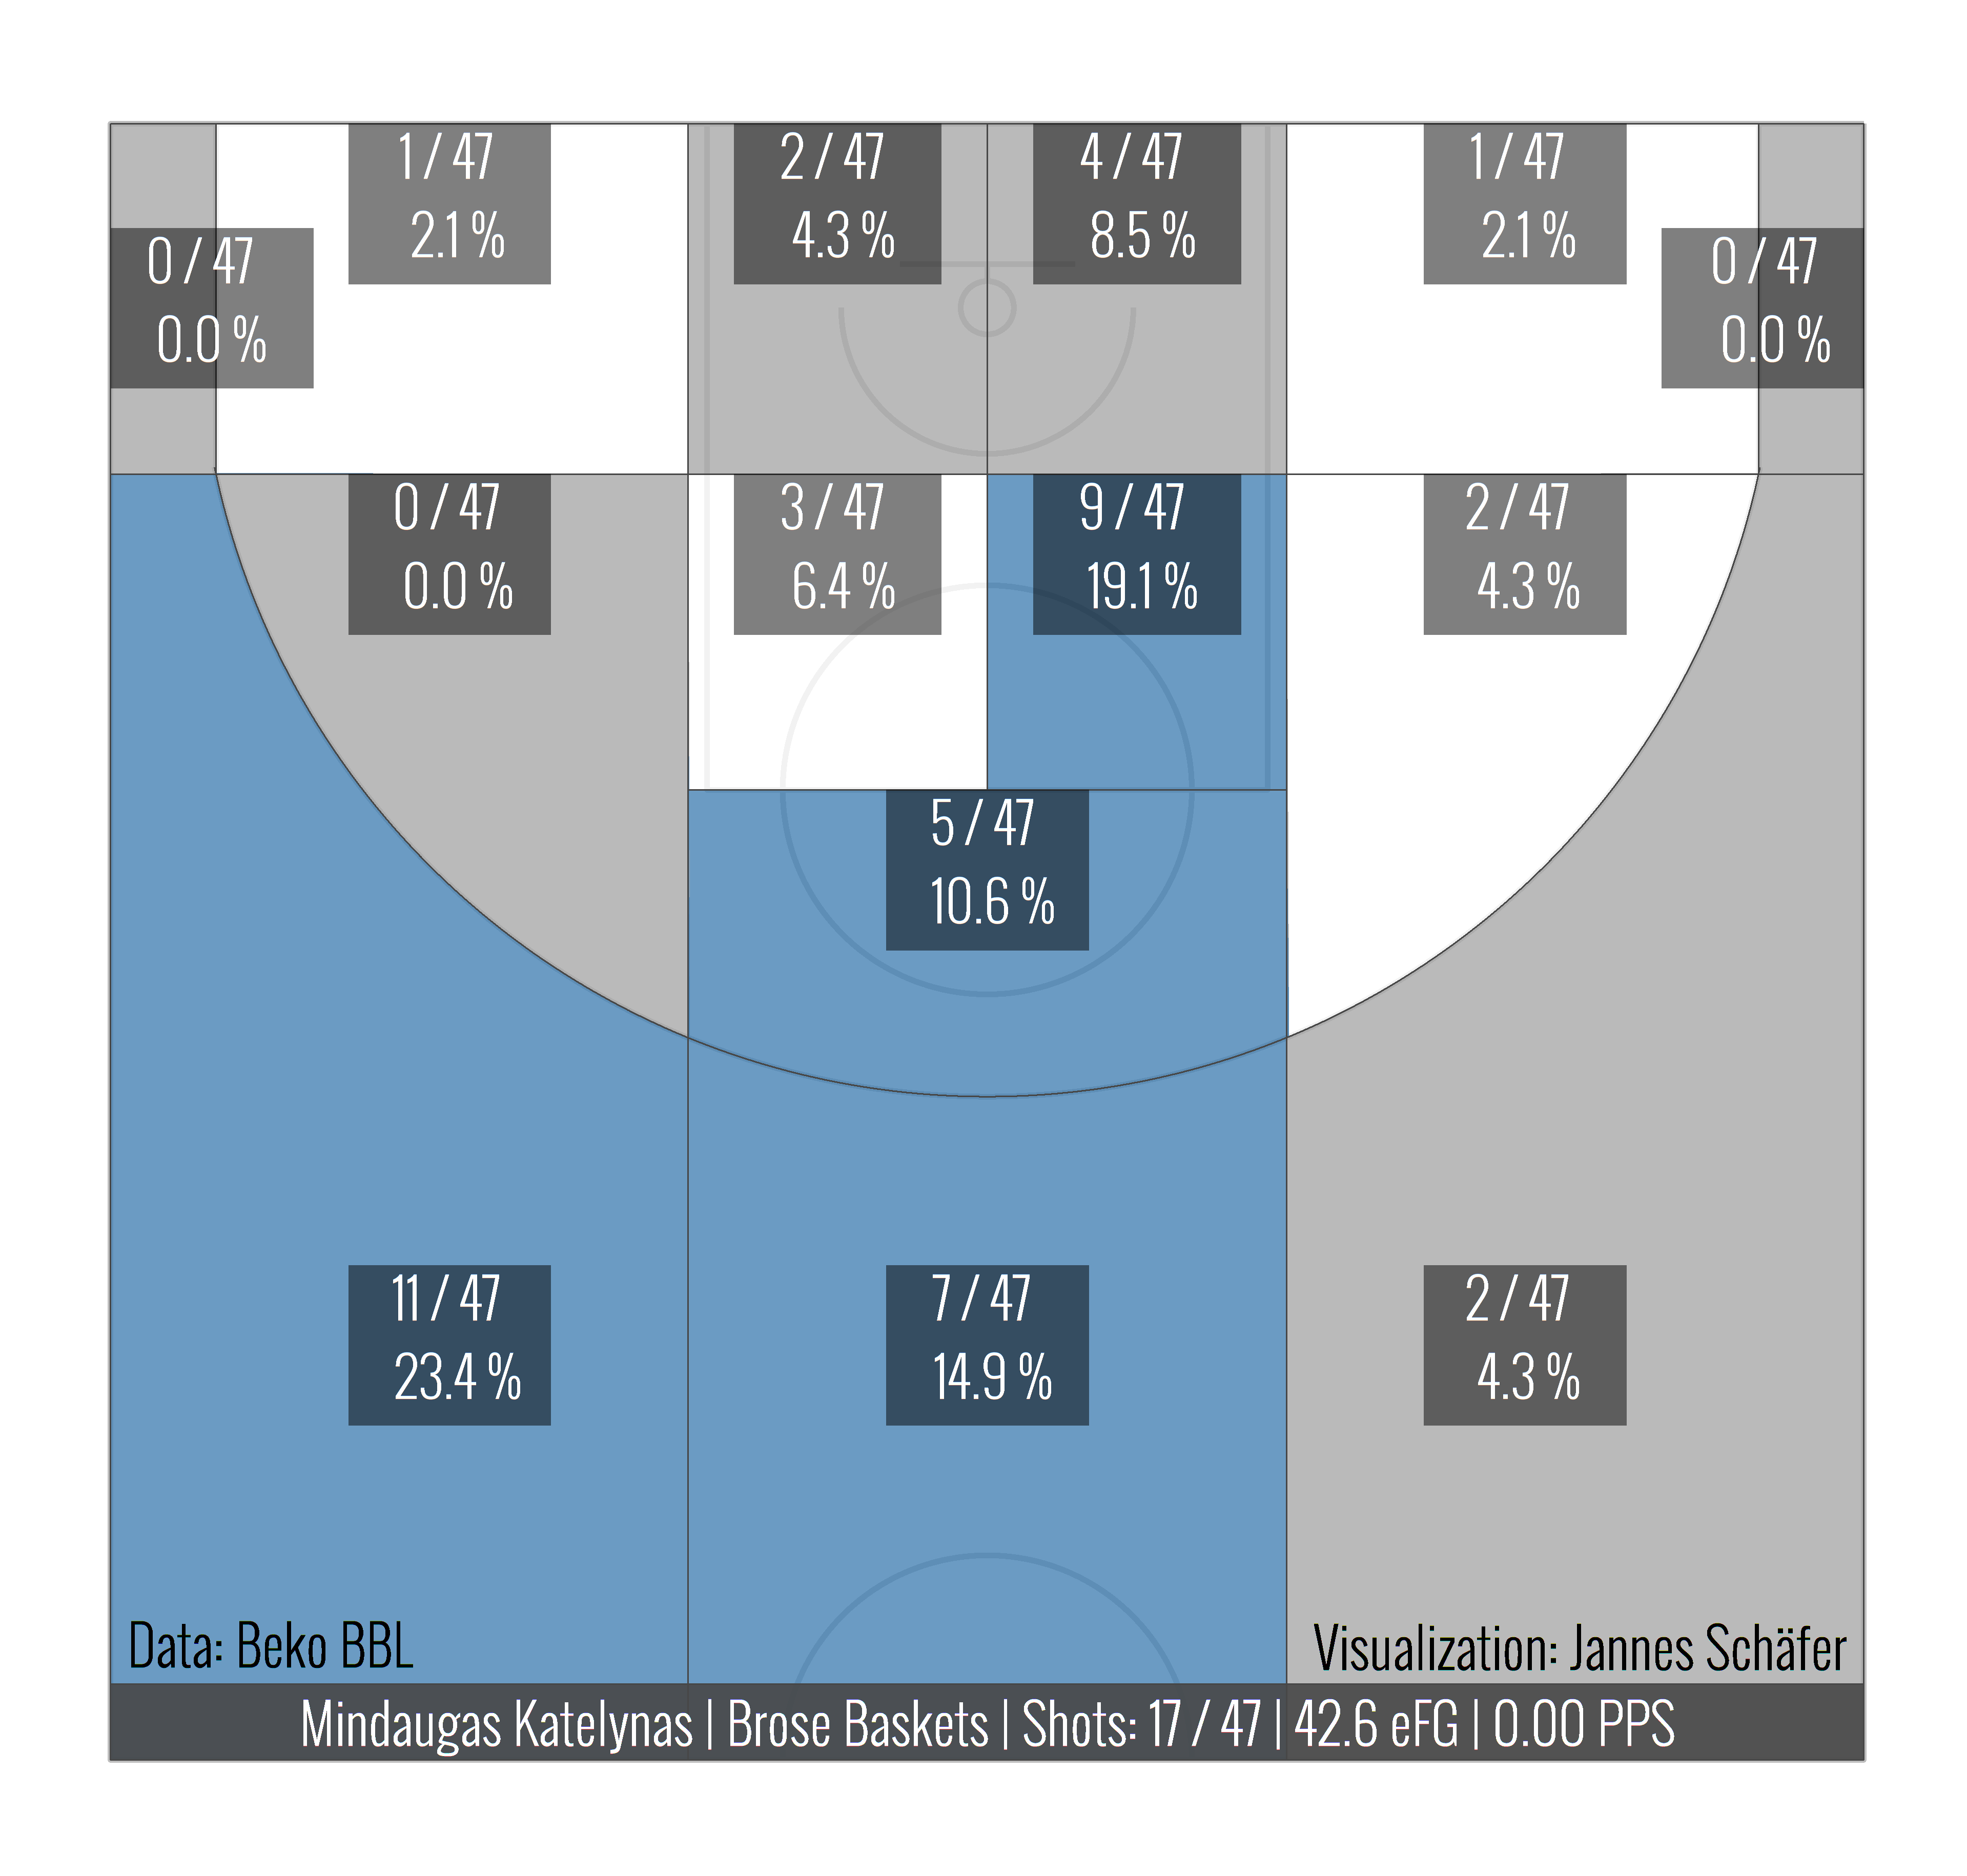 1 / 47
2.1 %
2 / 47
4.3 %
4 / 47
8.5 %
1 / 47
2.1 %
0 / 47
0.0 %
0 / 47
0.0 %
0 / 47
0.0 %
3 / 47
6.4 %
9 / 47
19.1 %
2 / 47
4.3 %
5 / 47
10.6 %
11 / 47
23.4 %
7 / 47
14.9 %
2 / 47
4.3 %
Data: Beko BBL
Visualization: Jannes Schäfer
Mindaugas Katelynas | Brose Baskets | Shots: 17 / 47 | 42.6 eFG | 0.00 PPS